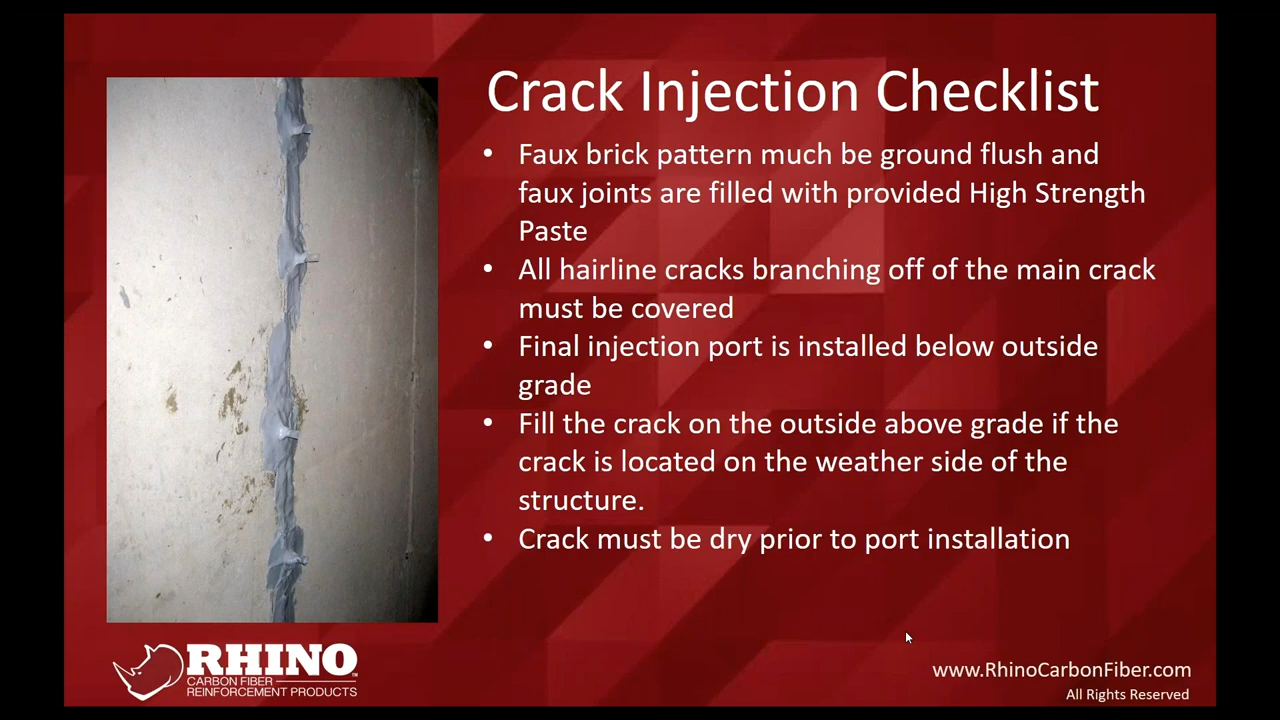 Crack Injection Checklist
• Faux brick pattern much be ground flush and
faux joints are filled with provided High Strength
Paste
• All hairline cracks branching off of the main crack
must be covered
• Final injection port is installed below outside
grade
• Fill the crack on the outside above grade if the
crack is located on the weather side of the
structure.
• Crack must be dry prior to port installation
RHINO™
CARBON FIBER
REINFORCEMENT PRODUCTS
www.RhinoCarbonFiber.com
All Rights Reserved